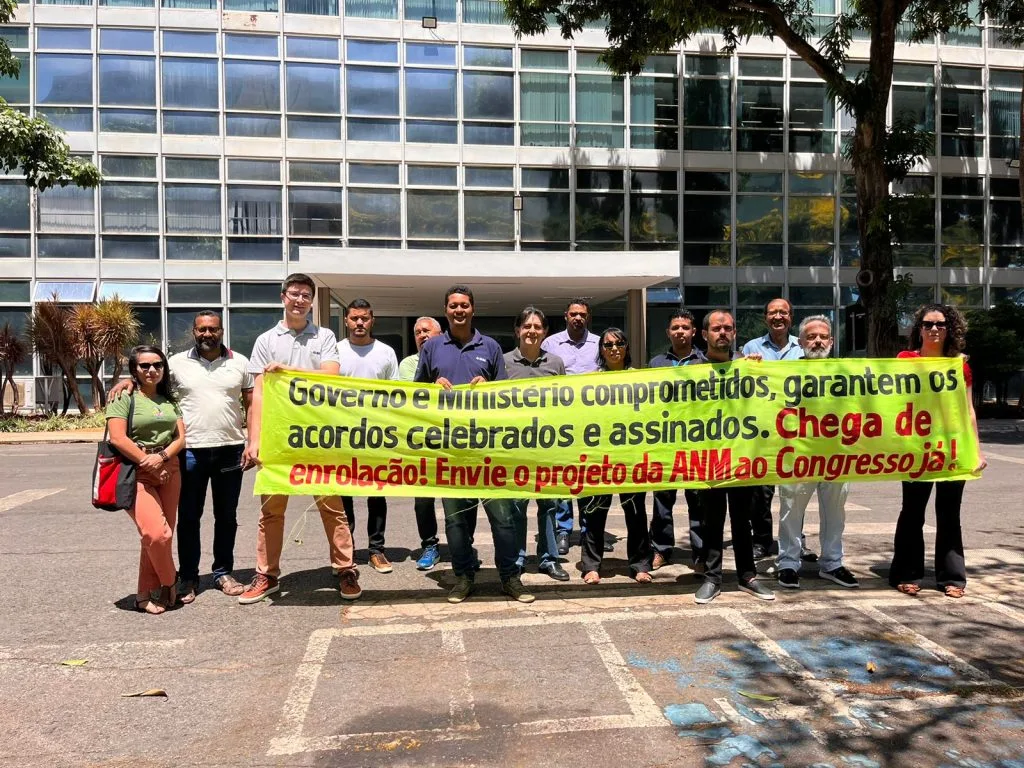 Governo e Ministério comprometidos, garantem os
acordos celebrados e assinados. Chega de
enrolação! Envie o projeto da ANM ao Congresso já!